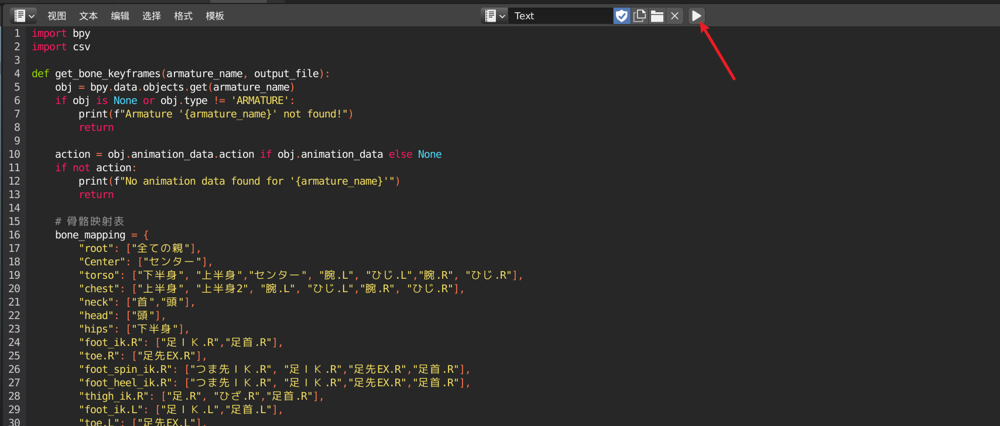 视图 文本 编辑 选择 格式 模板 Text
1 import bpy
2 import csv
3
4 def get_bone_keyframes(armature_name, output_file):
5     obj = bpy.data.objects.get(armature_name)
6     if obj is None or obj.type != 'ARMATURE':
7         print(f"Armature '{armature_name}' not found!")
8         return
9
10     action = obj.animation_data.action if obj.animation_data else None
11     if not action:
12         print(f"No animation data found for '{armature_name}'")
13         return
14
15     # 骨骼映射表
16     bone_mapping = {
17         "root": ["全ての親"],
18         "Center": ["センター"],
19         "torso": ["下半身", "上半身","センター", "腕.L", "ひじ.L","腕.R", "ひじ.R"],
20         "chest": ["上半身", "上半身2", "腕.L", "ひじ.L","腕.R", "ひじ.R"],
21         "neck": ["首","頭"],
22         "head": ["頭"],
23         "hips": ["下半身"],
24         "foot_ik.R": ["足ＩＫ.R","足首.R"],
25         "toe.R": ["足先EX.R"],
26         "foot_spin_ik.R": ["つま先ＩＫ.R", "足ＩＫ.R","足先EX.R","足首.R"],
27         "foot_heel_ik.R": ["つま先ＩＫ.R", "足ＩＫ.R","足先EX.R","足首.R"],
28         "thigh_ik.R": ["足.R", "ひざ.R","足首.R"],
29         "foot_ik.L": ["足ＩＫ.L","足首.L"],
30         "toe.L": ["足先EX.L"],